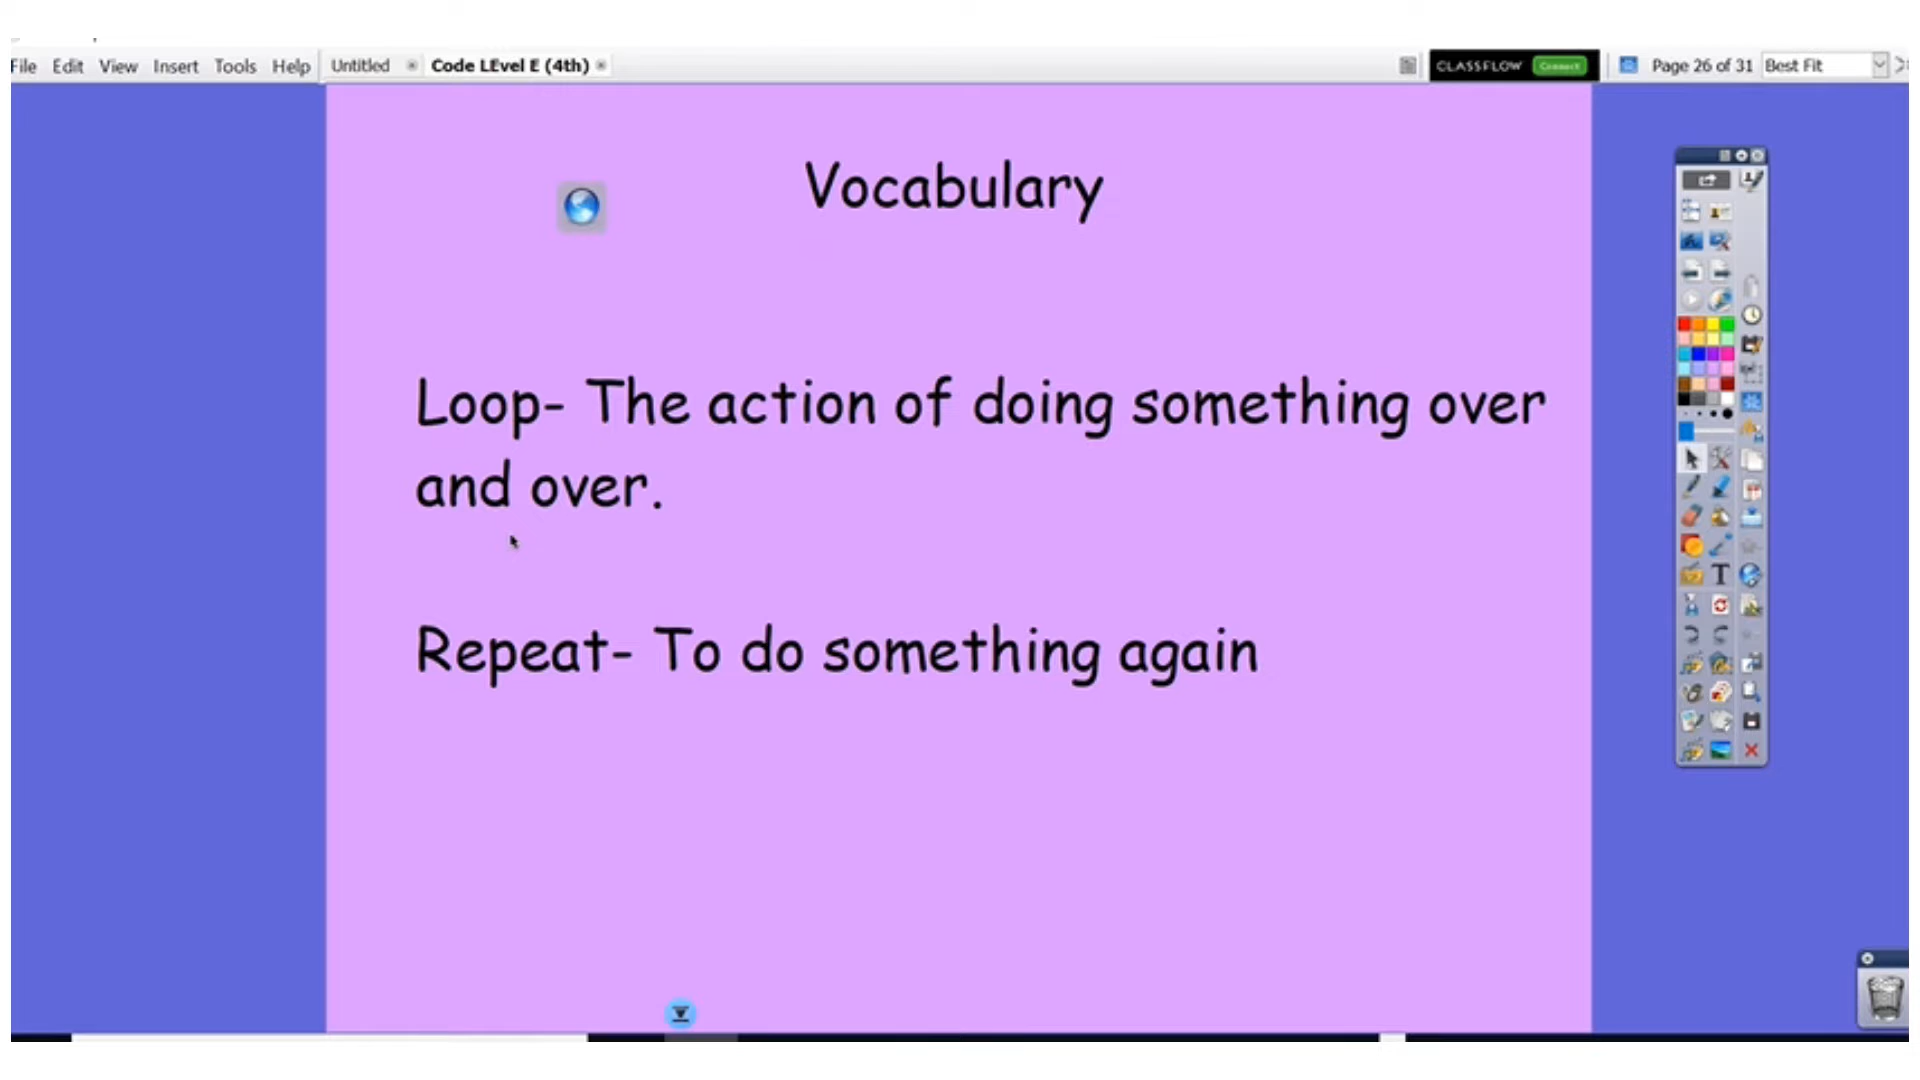 File Edit View Insert Tools Help Untitled Code LEvel E (4th) CLASSFLOW Connect Page 26 of 31 Best Fit
Vocabulary
Loop- The action of doing something over
and over.
Repeat- To do something again
T